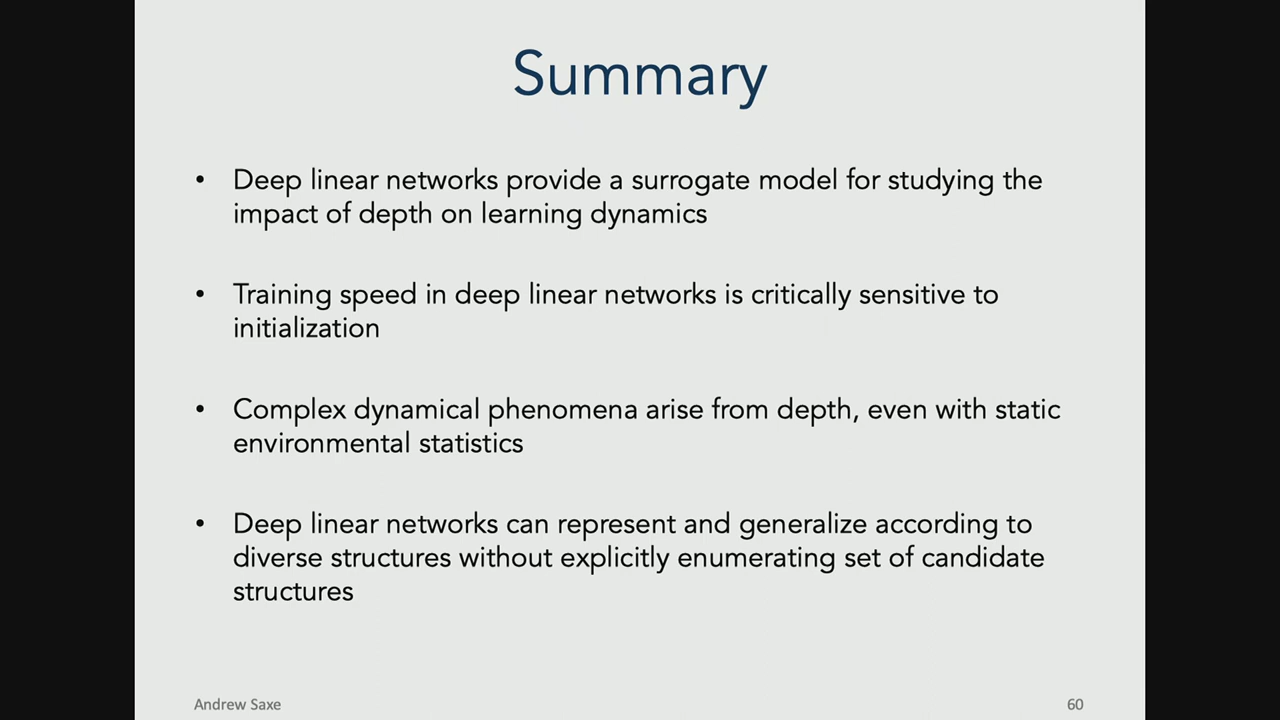 Summary
• Deep linear networks provide a surrogate model for studying the
impact of depth on learning dynamics
• Training speed in deep linear networks is critically sensitive to
initialization
• Complex dynamical phenomena arise from depth, even with static
environmental statistics
• Deep linear networks can represent and generalize according to
diverse structures without explicitly enumerating set of candidate
structures
Andrew Saxe
60